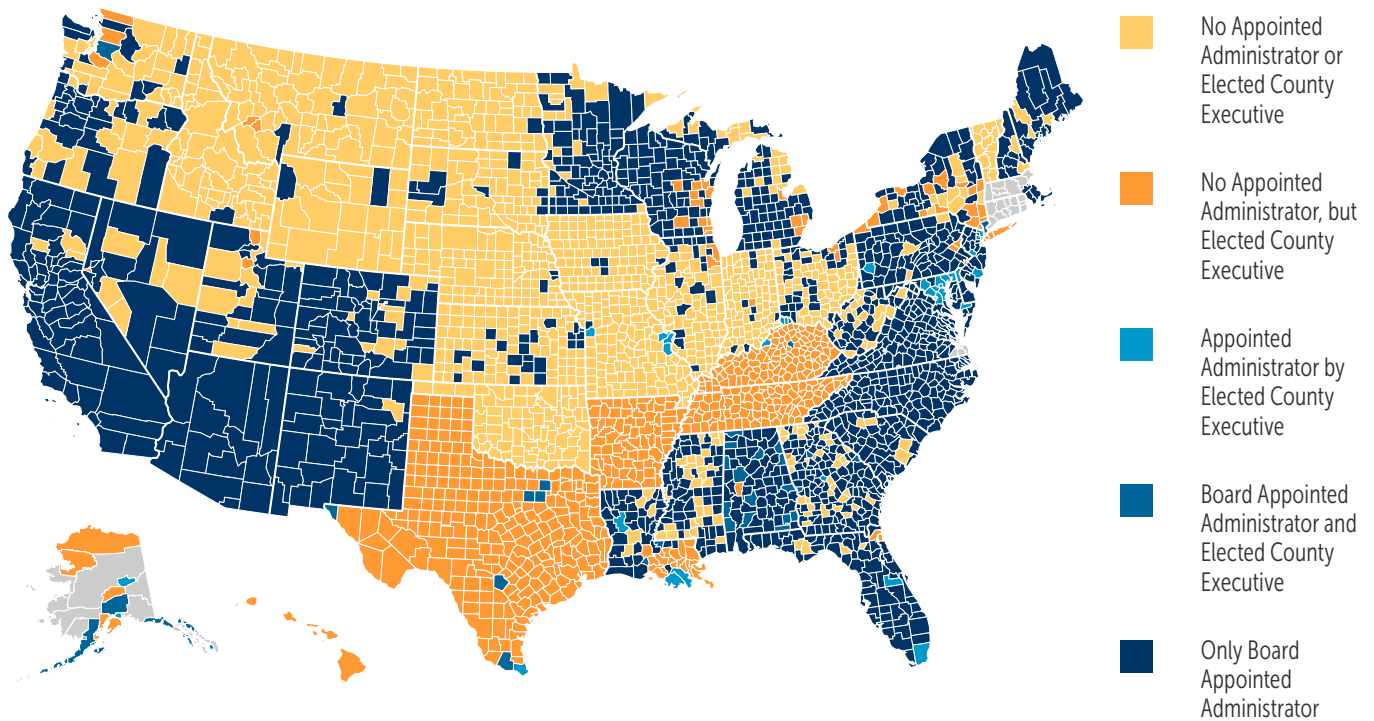 No Appointed
Administrator or
Elected County
Executive
No Appointed
Administrator, but
Elected County
Executive
Appointed
Administrator by
Elected County
Executive
Board Appointed
Administrator and
Elected County
Executive
Only Board
Appointed
Administrator